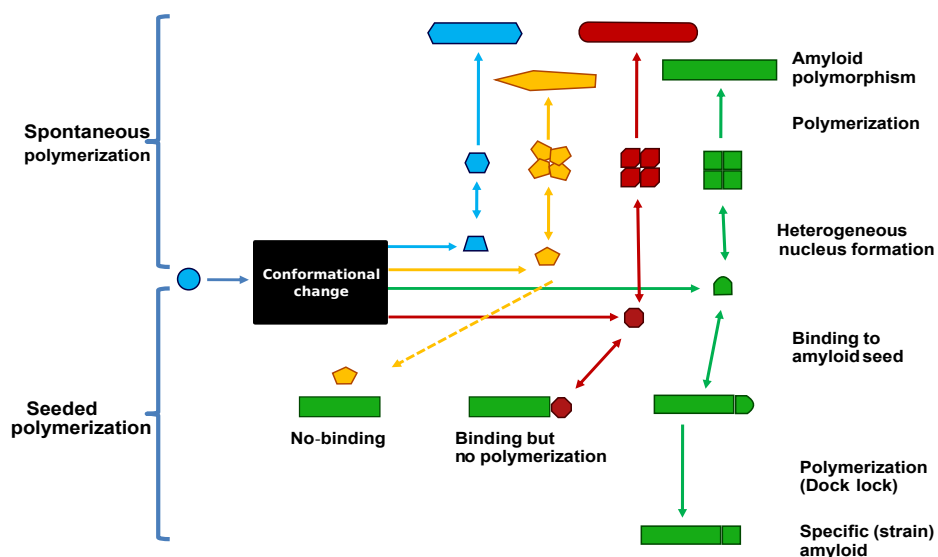 Spontaneous
polymerization
Seeded
polymerization
Conformational
change
Amyloid
polymorphism
Polymerization
Heterogeneous
nucleus formation
Binding to
amyloid seed
No-binding
Binding but
no polymerization
Polymerization
(Dock lock)
Specific (strain)
amyloid